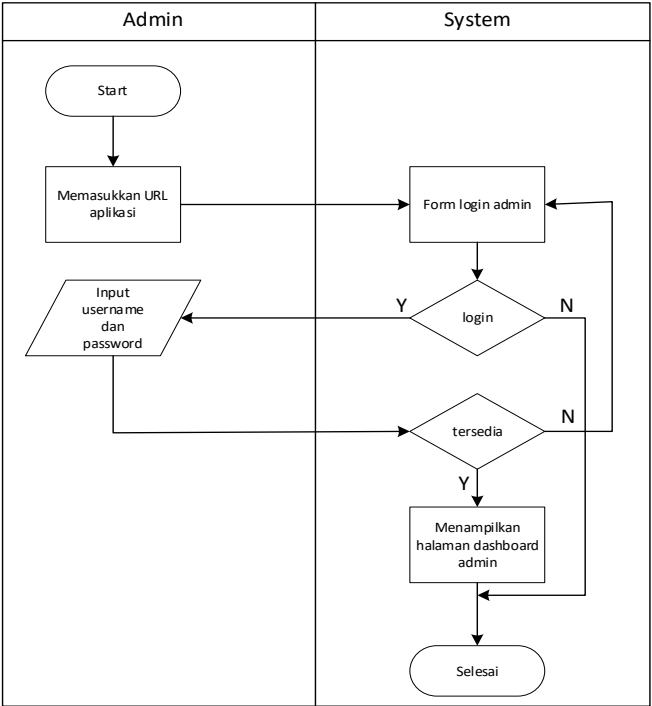 Admin
System
Start
Memasukkan URL
aplikasi
Form login admin
Input
username
dan
password
Y
login
N
tersedia
N
Y
Menampilkan
halaman dashboard
admin
Selesai